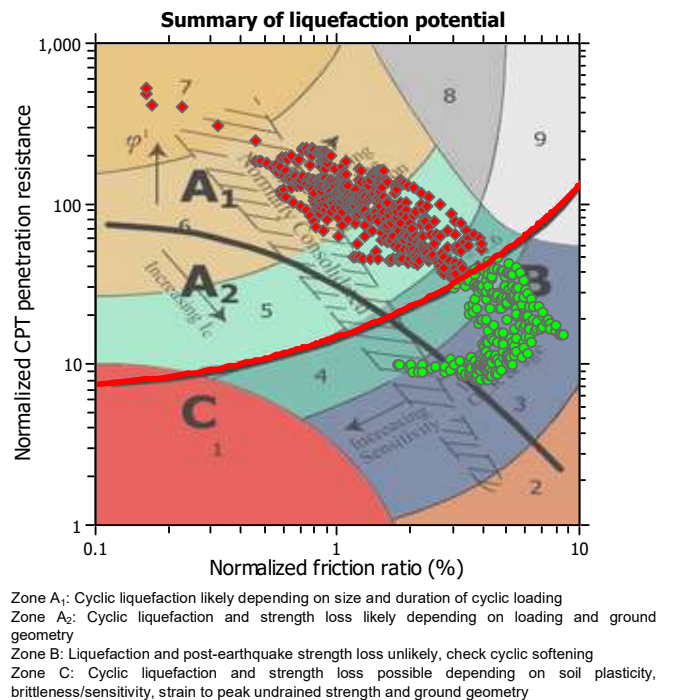 Summary of liquefaction potential
Normalized CPT penetration resistance
1,000
100
10
1
0.1
1
10
Normalized friction ratio (%)
7
8
9
φ'
A1
Normally Consolidated
6
A2
Increasing Ic
5
B
4
C
1
Increasing
Sensitivity
3
2
Zone A1: Cyclic liquefaction likely depending on size and duration of cyclic loading
Zone A2: Cyclic liquefaction and strength loss likely depending on loading and ground
geometry
Zone B: Liquefaction and post-earthquake strength loss unlikely, check cyclic softening
Zone C: Cyclic liquefaction and strength loss possible depending on soil plasticity,
brittleness/sensitivity, strain to peak undrained strength and ground geometry